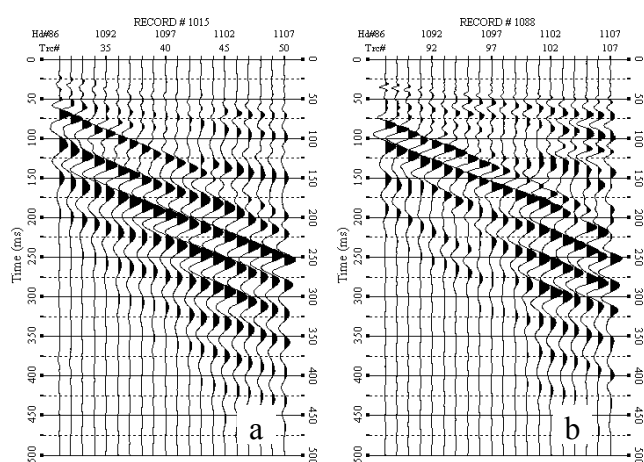 RECORD # 1015
Hd#86 1092 1097 1102 1107
Trc# 35 40 45 50
0 0
50 50
100 100
150 150
200 200
250 250
300 300
350 350
400 400
450 450
500 500
Time (ms)
a
RECORD # 1088
Hd#86 1092 1097 1102 1107
Trc# 92 97 102 107
0 0
50 50
100 100
150 150
200 200
250 250
300 300
350 350
400 400
450 450
500 500
Time (ms)
b